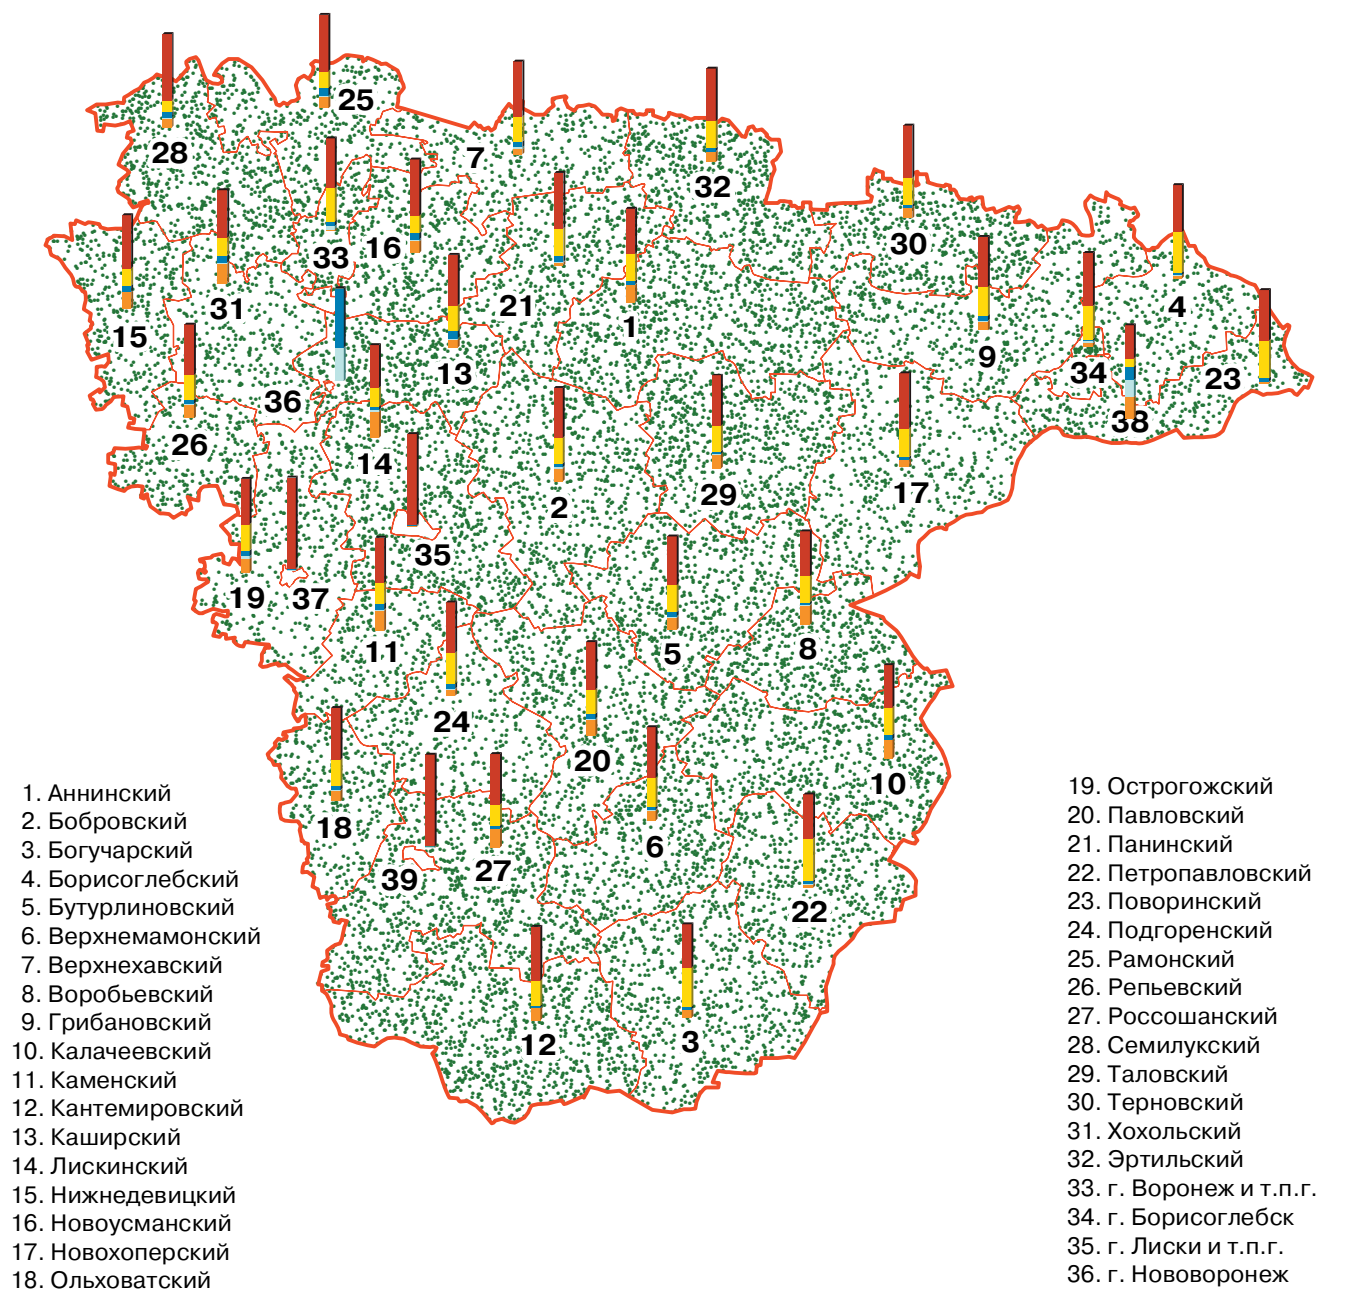 25
28
7
32
33
16
30
31
21
4
15
1
9
13
34
23
36
38
26
14
29
17
2
35
19
37
11
5
8
24
20
10
18
6
39
27
22
12
3
1. Аннинский
2. Бобровский
3. Богучарский
4. Борисоглебский
5. Бутурлиновский
6. Верхнемамонский
7. Верхнехавский
8. Воробьевский
9. Грибановский
10. Калачеевский
11. Каменский
12. Кантемировский
13. Каширский
14. Лискинский
15. Нижнедевицкий
16. Новоусманский
17. Новохоперский
18. Ольховатский
19. Острогожский
20. Павловский
21. Панинский
22. Петропавловский
23. Поворинский
24. Подгоренский
25. Рамонский
26. Репьевский
27. Россошанский
28. Семилукский
29. Таловский
30. Терновский
31. Хохольский
32. Эртильский
33. г. Воронеж и т.п.г.
34. г. Борисоглебск
35. г. Лиски и т.п.г.
36. г. Нововоронеж